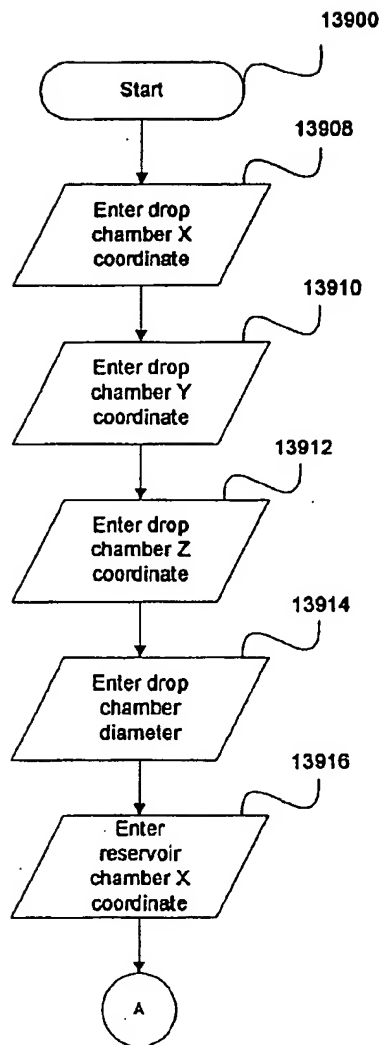 13900
Start
13908
Enter drop
chamber X
coordinate
13910
Enter drop
chamber Y
coordinate
13912
Enter drop
chamber Z
coordinate
13914
Enter drop
chamber
diameter
13916
Enter
reservoir
chamber X
coordinate
A